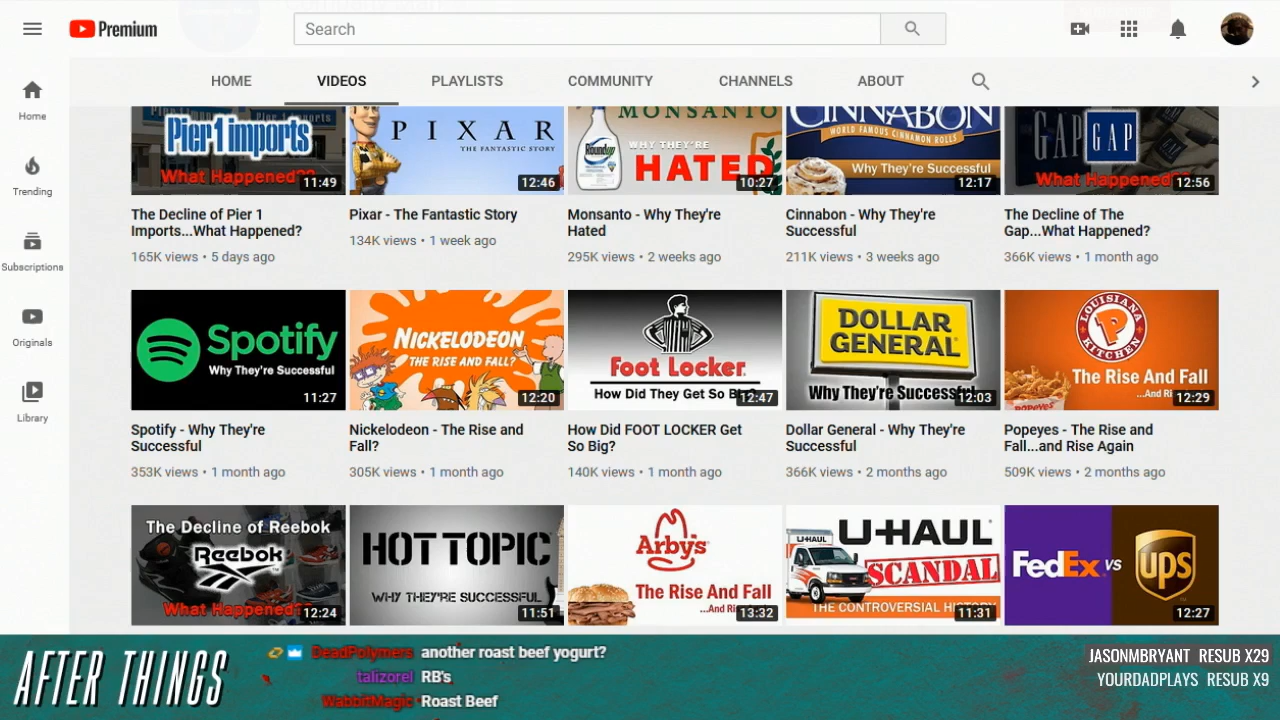 Premium
Search
HOME
VIDEOS
PLAYLISTS
COMMUNITY
CHANNELS
ABOUT
Home
Trending
Subscriptions
Originals
Library
Pier 1 imports
What Happened?
11:49
PIXAR
THE FANTASTIC STORY
12:46
MONSANTO
Roundup
WHY THEY'RE
HATED
10:27
CINNABON
WORLD FAMOUS CINNAMON ROLLS
Why They're Successful
12:17
GAP
GAP
What Happened?
12:56
The Decline of Pier 1
Imports...What Happened?
165K views • 5 days ago
Pixar - The Fantastic Story
134K views • 1 week ago
Monsanto - Why They're
Hated
295K views • 2 weeks ago
Cinnabon - Why They're
Successful
211K views • 3 weeks ago
The Decline of The
Gap...What Happened?
366K views • 1 month ago
Spotify
Why They're Successful
11:27
NICKELODEON
THE RISE AND FALL?
12:20
Foot Locker
How Did They Get So
12:47
DOLLAR
GENERAL
Why They're
12:03
LOUISIANA
KITCHEN
The Rise And Fall
POPEYES
12:29
Spotify - Why They're
Successful
353K views • 1 month ago
Nickelodeon - The Rise and
Fall?
305K views • 1 month ago
How Did FOOT LOCKER Get
So Big?
140K views • 1 month ago
Dollar General - Why They're
Successful
366K views • 2 months ago
Popeyes - The Rise and
Fall...and Rise Again
509K views • 2 months ago
The Decline of Reebok
Reebok
What Happened?
12:24
HOT TOPIC
WHY THEY'RE SUCCESSFUL
11:51
Arby's
The Rise And Fall
13:32
U-HAUL
U-HAUL
SCANDAL
THE CONTROVERSIAL
11:31
FedEx vs ups
12:27
AFTER THINGS
DeadPolymers another roast beef yogurt?
talizorel RB's
WabbitMagic Roast Beef
JASONMBRYANT RESUB X29
YOURDADPLAYS RESUB X9